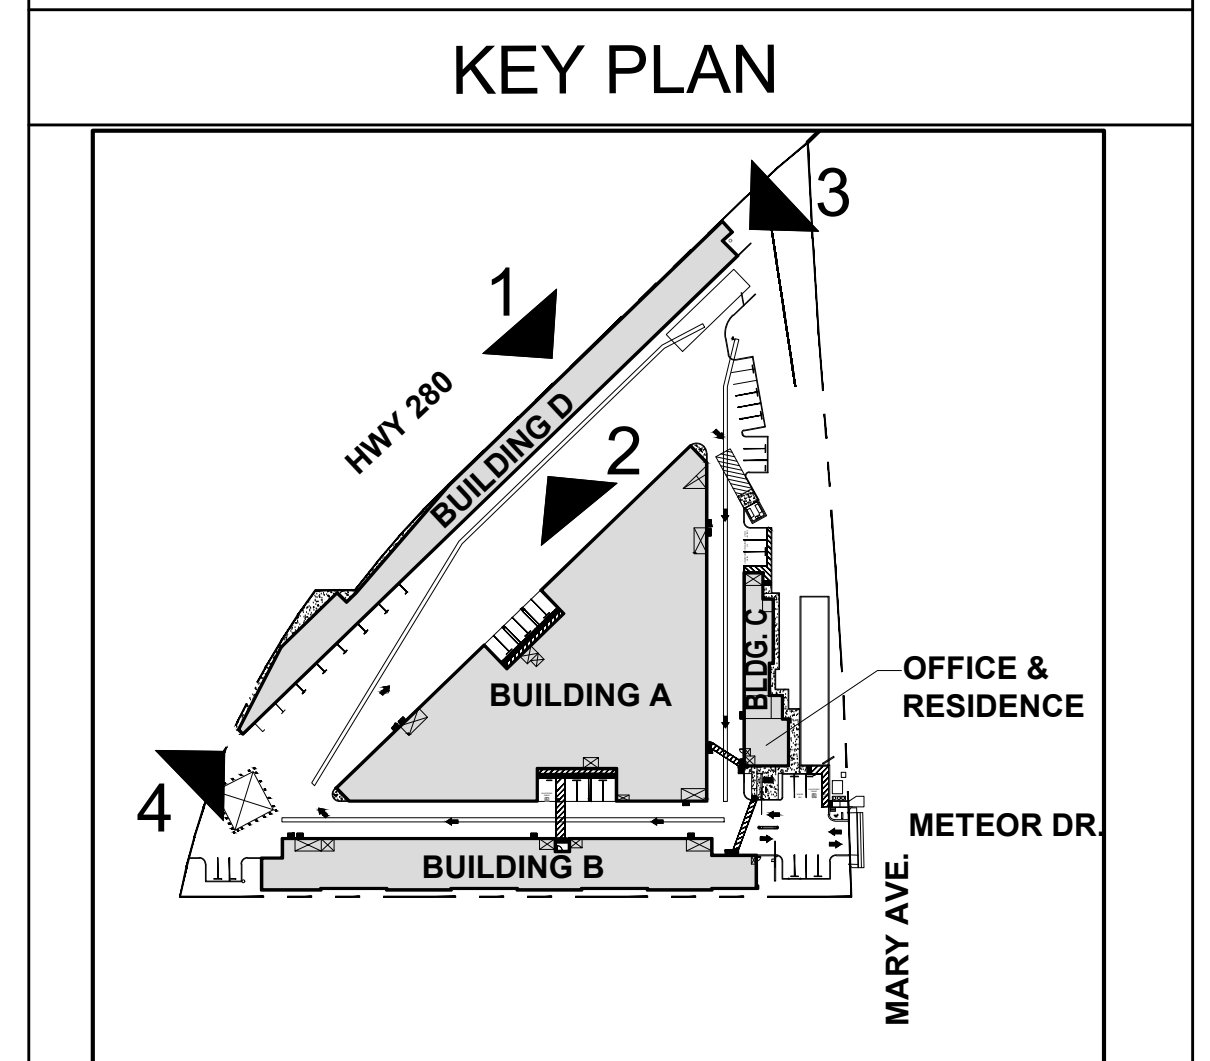 KEY PLAN
3
1
HWY 280
BUILDING D
2
BUILDING A
BLDG. C
OFFICE &
RESIDENCE
4
METEOR DR.
BUILDING B
MARY AVE.